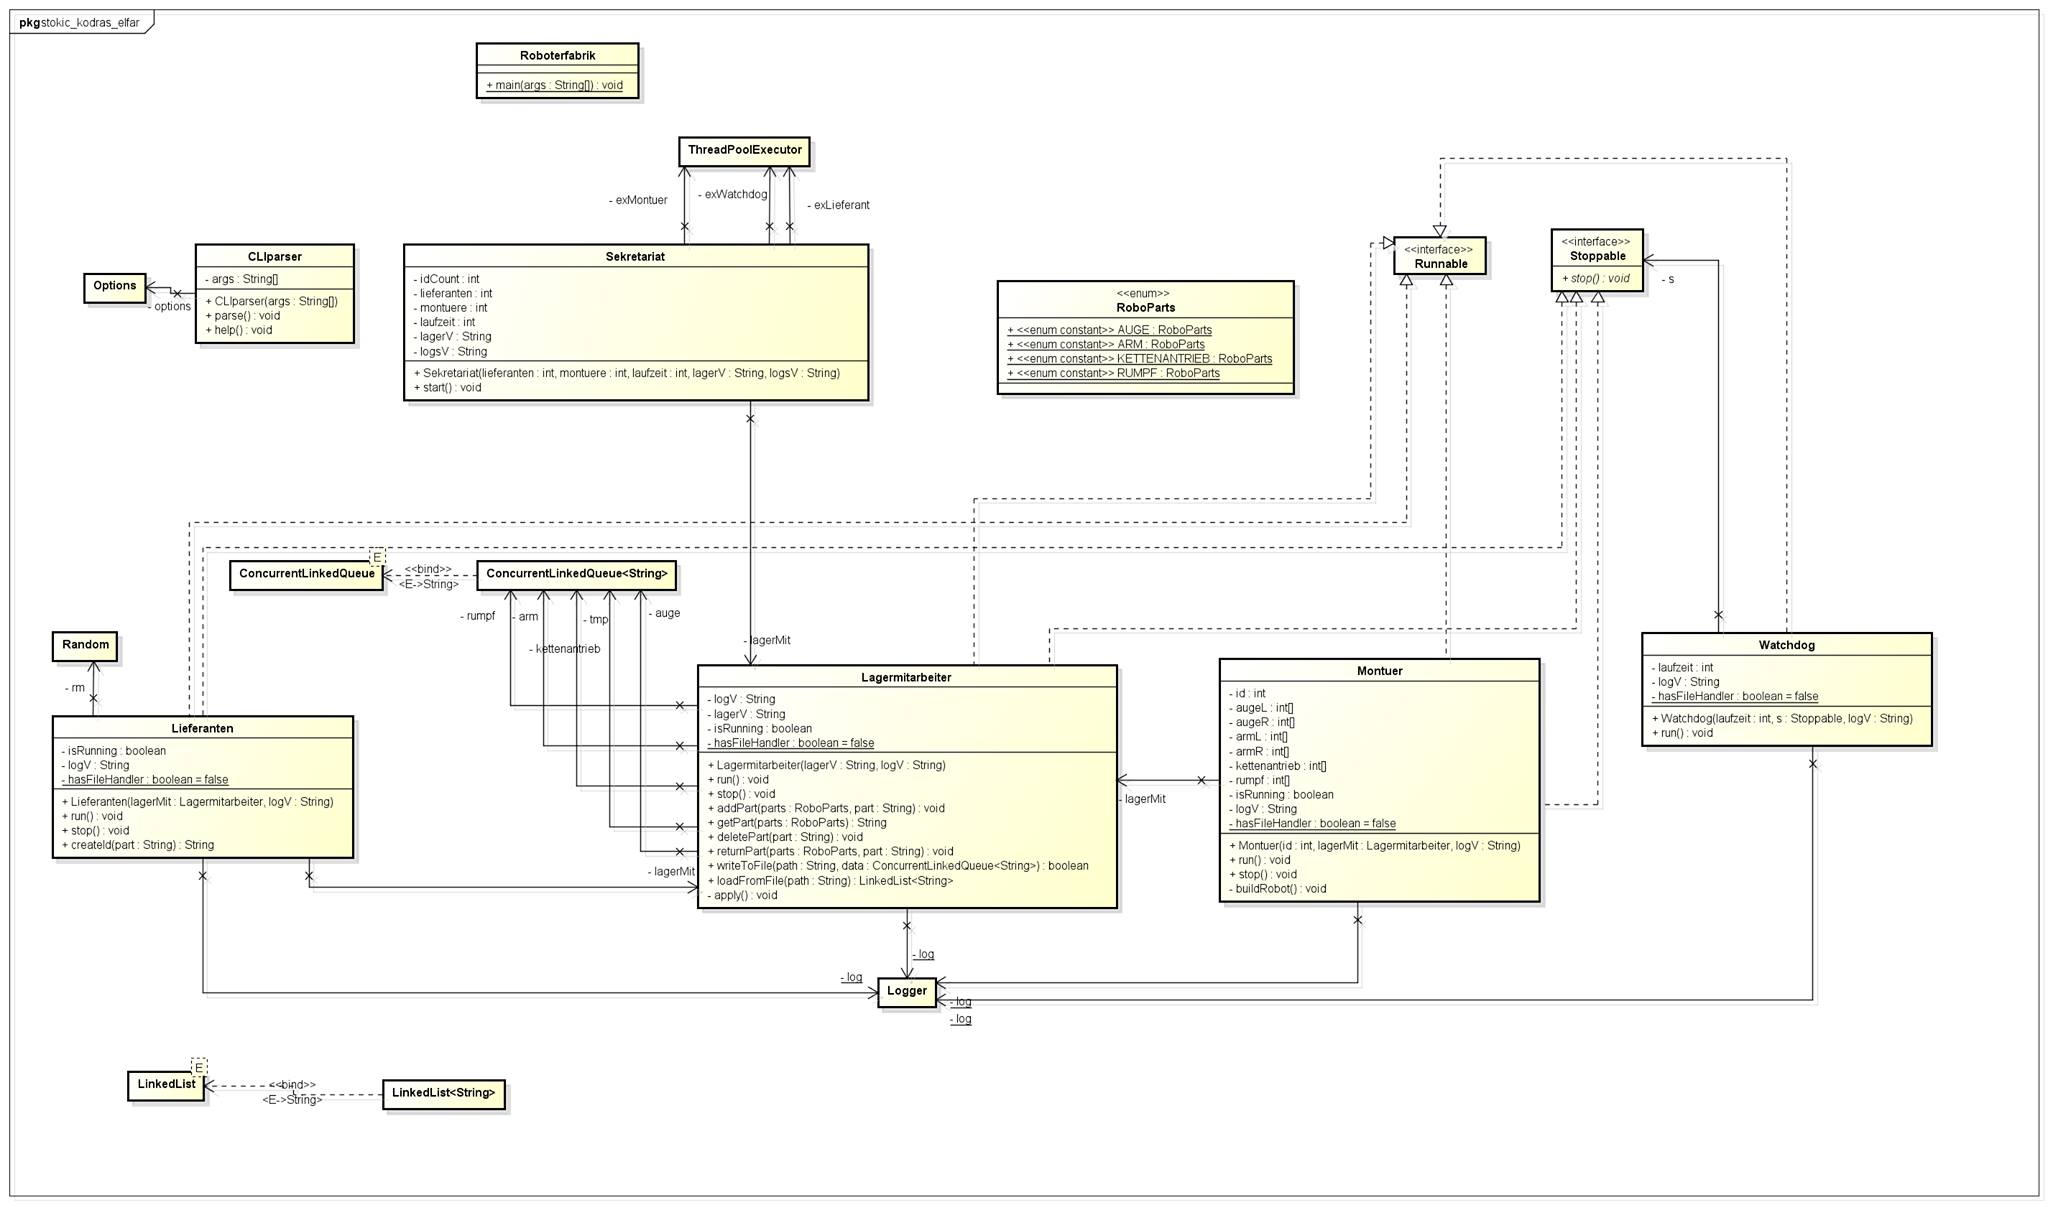 pkg stokic_kodras_elfar
Roboterfabrik
+ main(args : String[]) : void
ThreadPoolExecutor
- exMontuer
- exWatchdog
- exLieferant
CLIparser
- args : String[]
+ CLIparser(args : String[])
+ parse() : void
+ help() : void
Options
- options
Sekretariat
- idCount : int
- lieferanten : int
- montuere : int
- laufzeit : int
- lagerV : String
- logsV : String
+ Sekretariat(lieferanten : int, montuere : int, laufzeit : int, lagerV : String, logsV : String)
+ start() : void
<<enum>>
RoboParts
+ <<enum constant>> AUGE : RoboParts
+ <<enum constant>> ARM : RoboParts
+ <<enum constant>> KETTENANTRIEB : RoboParts
+ <<enum constant>> RUMPF : RoboParts
<<interface>>
Runnable
<<interface>>
Stoppable
+ stop() : void
- s
ConcurrentLinkedQueue
E
<<bind>>
<E->String>
ConcurrentLinkedQueue<String>
- rumpf
- arm
- kettenantrieb
- tmp
- auge
- lagerMit
Random
- rm
Lieferanten
- isRunning : boolean
- logV : String
- hasFileHandler : boolean = false
+ Lieferanten(lagerMit : Lagermitarbeiter, logV : String)
+ run() : void
+ stop() : void
+ createId(part : String) : String
- lagerMit
Lagermitarbeiter
- logV : String
- lagerV : String
- isRunning : boolean
- hasFileHandler : boolean = false
+ Lagermitarbeiter(lagerV : String, logV : String)
+ run() : void
+ stop() : void
+ addPart(parts : RoboParts, part : String) : void
+ getPart(parts : RoboParts) : String
+ deletePart(part : String) : void
+ returnPart(parts : RoboParts, part : String) : void
+ writeToFile(path : String, data : ConcurrentLinkedQueue<String>) : boolean
+ loadFromFile(path : String) : LinkedList<String>
- apply() : void
- lagerMit
Montuer
- id : int
- augeL : int[]
- augeR : int[]
- armL : int[]
- armR : int[]
- kettenantrieb : int[]
- rumpf : int[]
- isRunning : boolean
- logV : String
- hasFileHandler : boolean = false
+ Montuer(id : int, lagerMit : Lagermitarbeiter, logV : String)
+ run() : void
+ stop() : void
- buildRobot() : void
Watchdog
- laufzeit : int
- logV : String
- hasFileHandler : boolean = false
+ Watchdog(laufzeit : int, s : Stoppable, logV : String)
+ run() : void
- log
- log
Logger
- log
- log
LinkedList
E
<<bind>>
<E->String>
LinkedList<String>